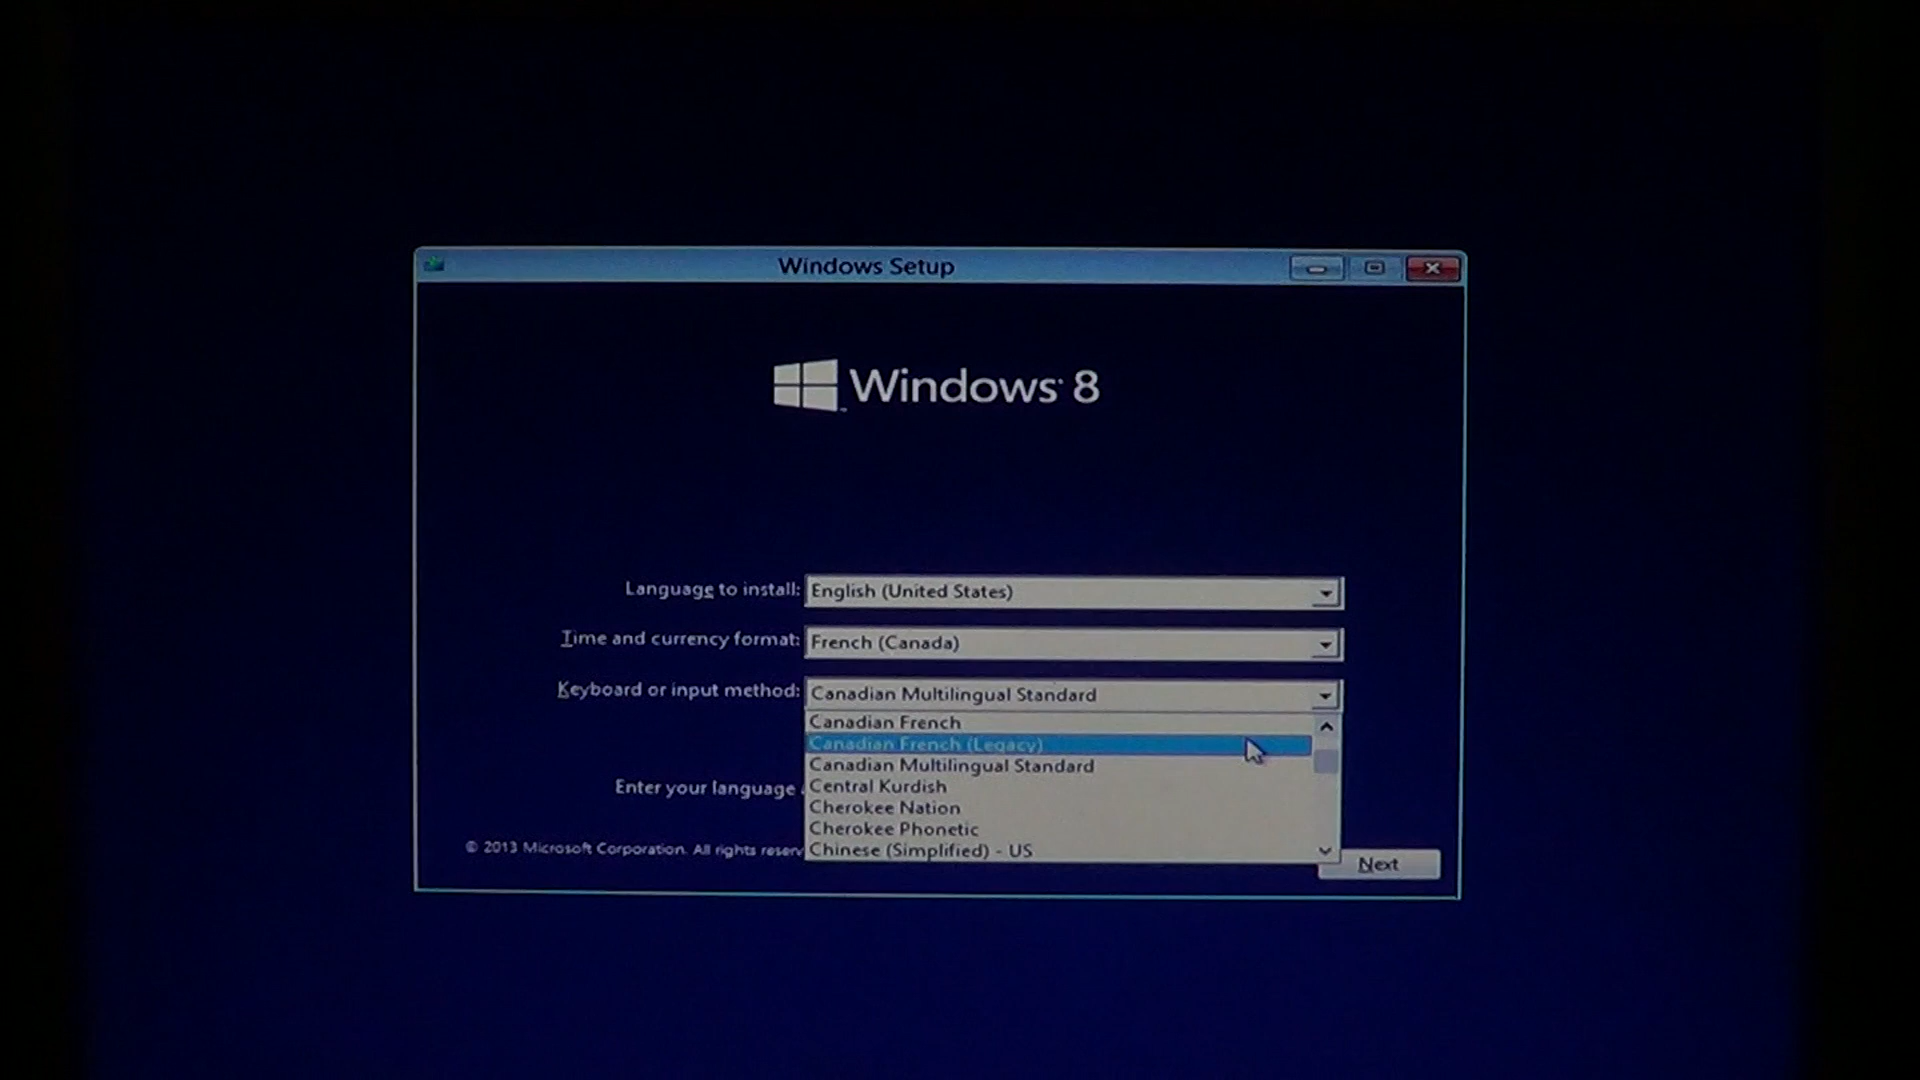 Windows Setup
Windows 8
Language to install: English (United States)
Time and currency format: French (Canada)
Keyboard or input method: Canadian Multilingual Standard
Canadian French
Canadian French (Legacy)
Canadian Multilingual Standard
Enter your language
Central Kurdish
Cherokee Nation
Cherokee Phonetic
© 2013 Microsoft Corporation. All rights reserv
Chinese (Simplified) - US
Next